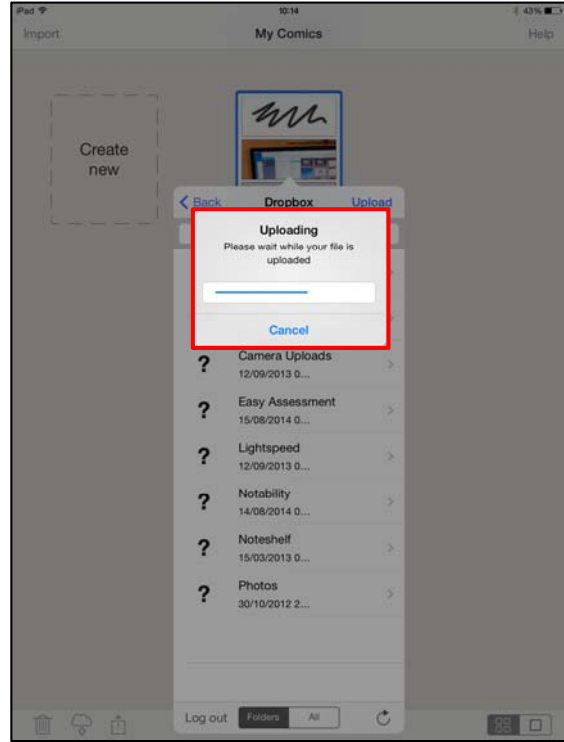 iPad 10:14 43%
Import My Comics Help
Create
new
Back Dropbox Upload
Uploading
Please wait while your file is
uploaded
Cancel
? Camera Uploads
12/09/2013 0...
? Easy Assessment
15/08/2014 0...
? Lightspeed
12/09/2013 0...
? Notability
14/08/2014 0...
? Noteshelf
15/03/2013 0...
? Photos
30/10/2012 2...
Log out Folders All